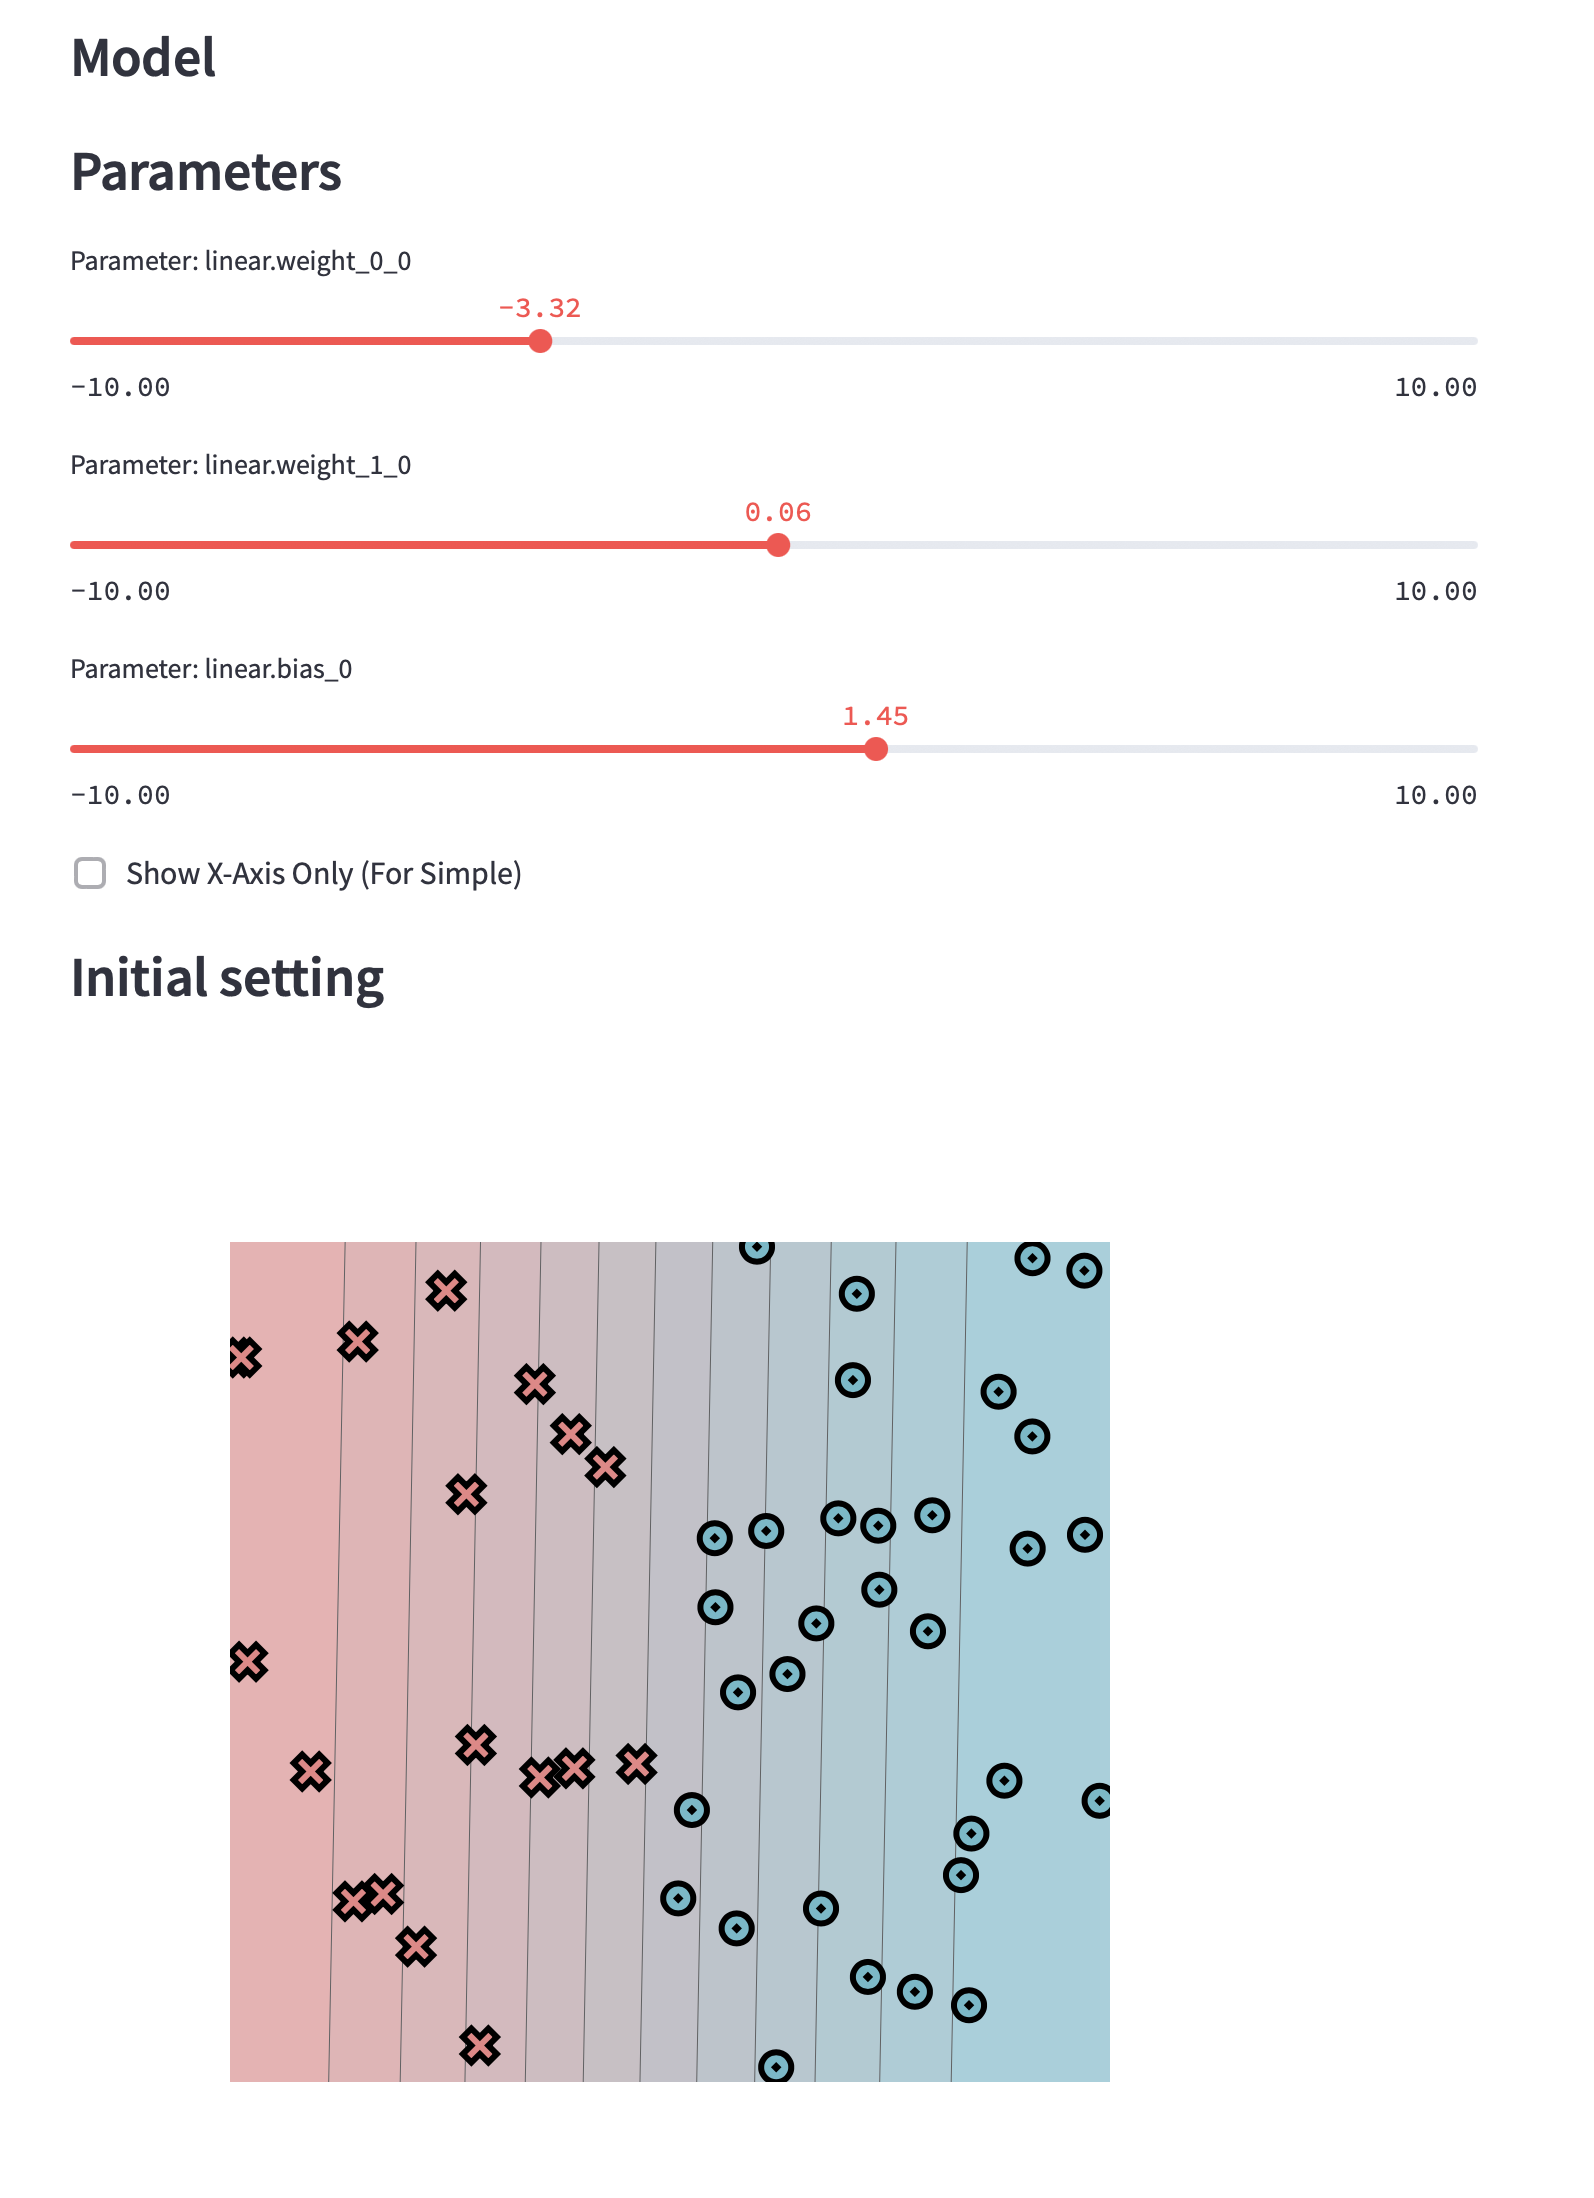 Model
Parameters
Parameter: linear.weight_0_0
−3.32
−10.00 10.00
Parameter: linear.weight_1_0
0.06
−10.00 10.00
Parameter: linear.bias_0
1.45
−10.00 10.00
Show X-Axis Only (For Simple)
Initial setting